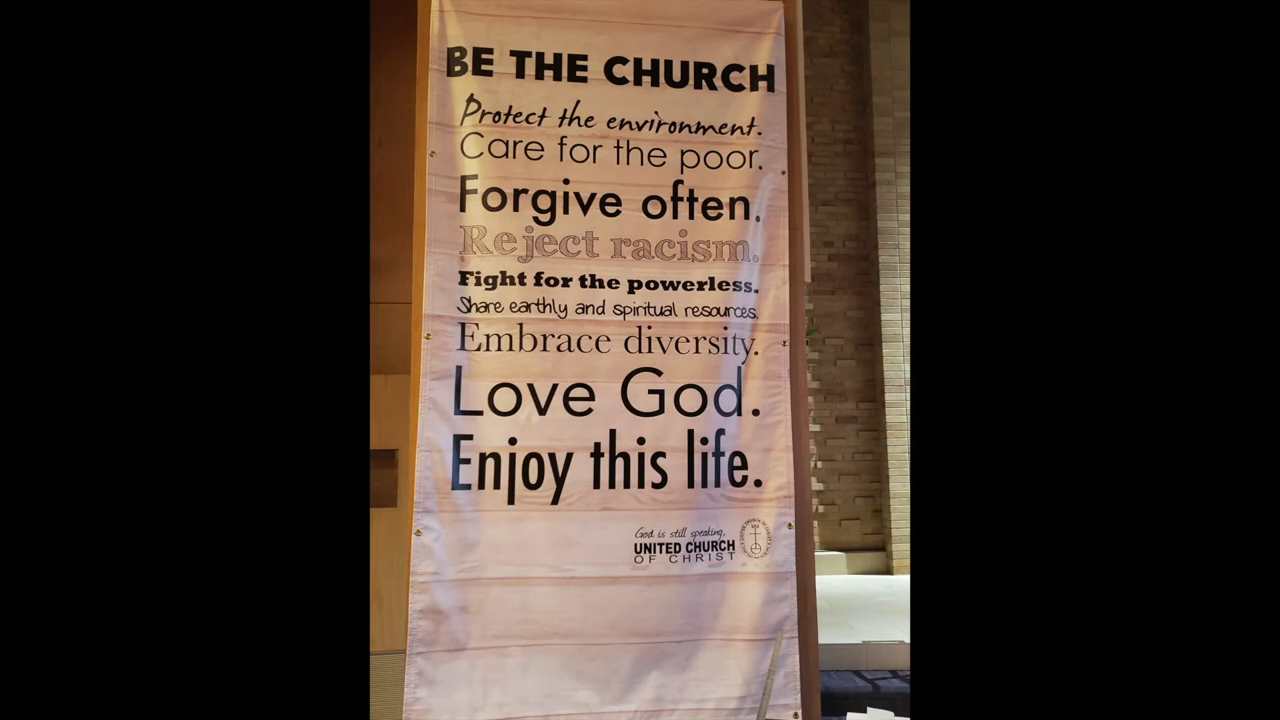 BE THE CHURCH
Protect the environment.
Care for the poor.
Forgive often.
Reject racism.
Fight for the powerless.
Share earthly and spiritual resources.
Embrace diversity.
Love God.
Enjoy this life.
God is still speaking,
UNITED CHURCH
OF CHRIST